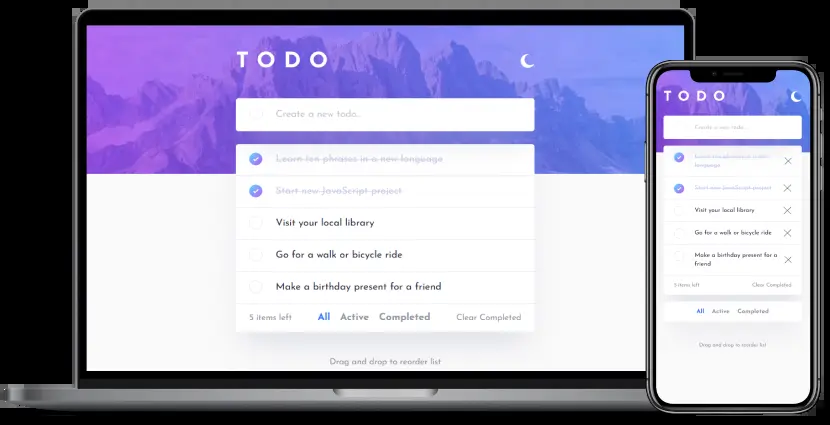 TODO
Create a new todo...
Learn ten phrases in a new language
Start new JavaScript project
Visit your local library
Go for a walk or bicycle ride
Make a birthday present for a friend
5 items left All Active Completed Clear Completed
Drag and drop to reorder list
TODO
Create a new todo...
Learn ten phrases in a new
language
Start new JavaScript project
Visit your local library
Go for a walk or bicycle ride
Make a birthday present for a
friend
5 items left Clear Completed
All Active Completed
Drag and drop to reorder list